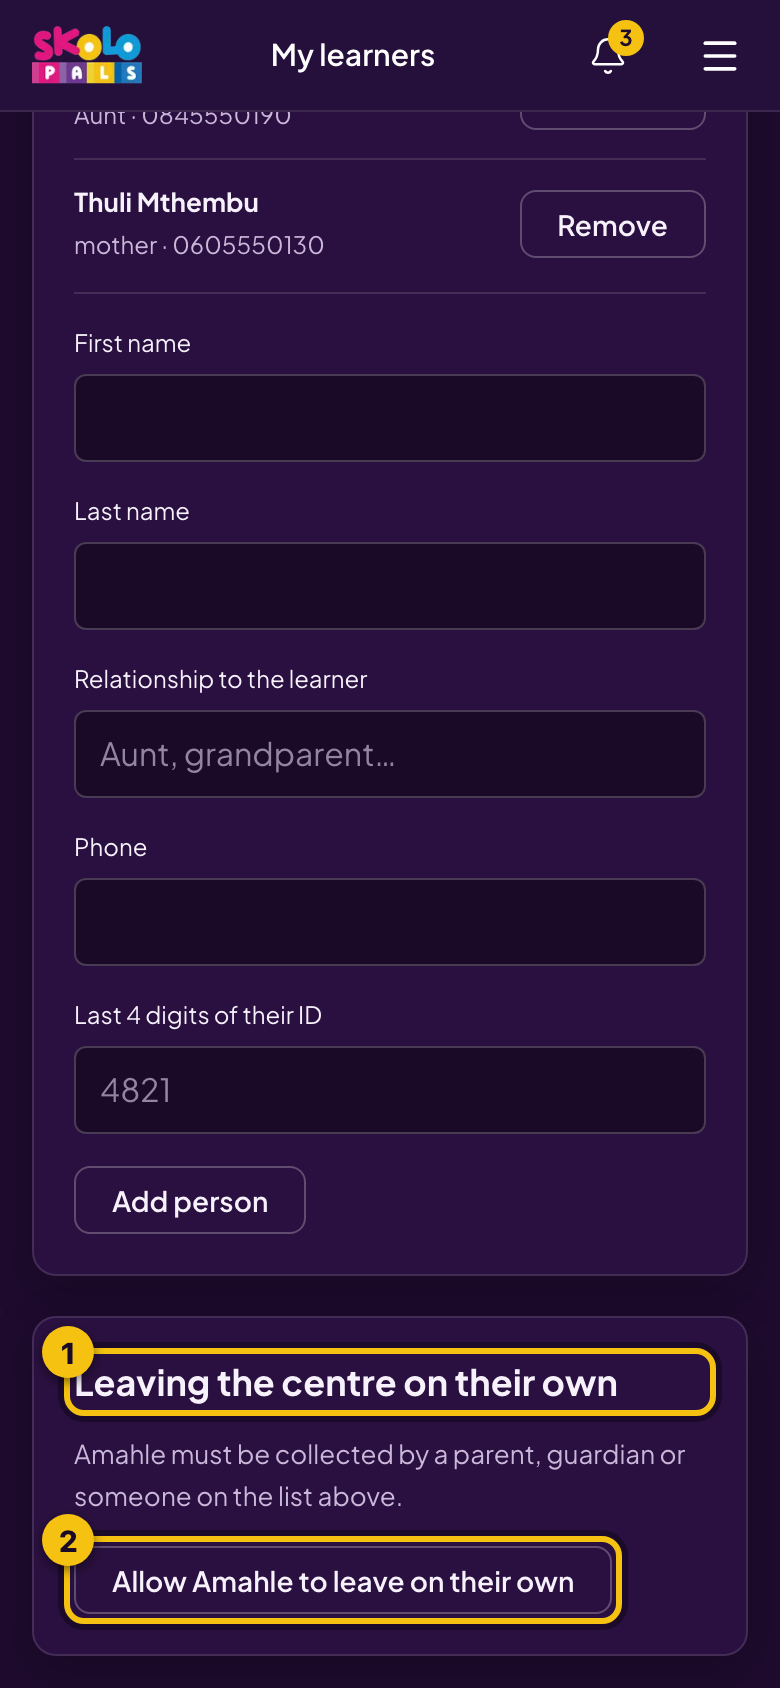 SKOLO
PALS
My learners
3
Aunt · 0845550190
Thuli Mthembu
mother · 0605550130
Remove
First name
Last name
Relationship to the learner
Aunt, grandparent…
Phone
Last 4 digits of their ID
4821
Add person
1
Leaving the centre on their own
Amahle must be collected by a parent, guardian or
someone on the list above.
2
Allow Amahle to leave on their own